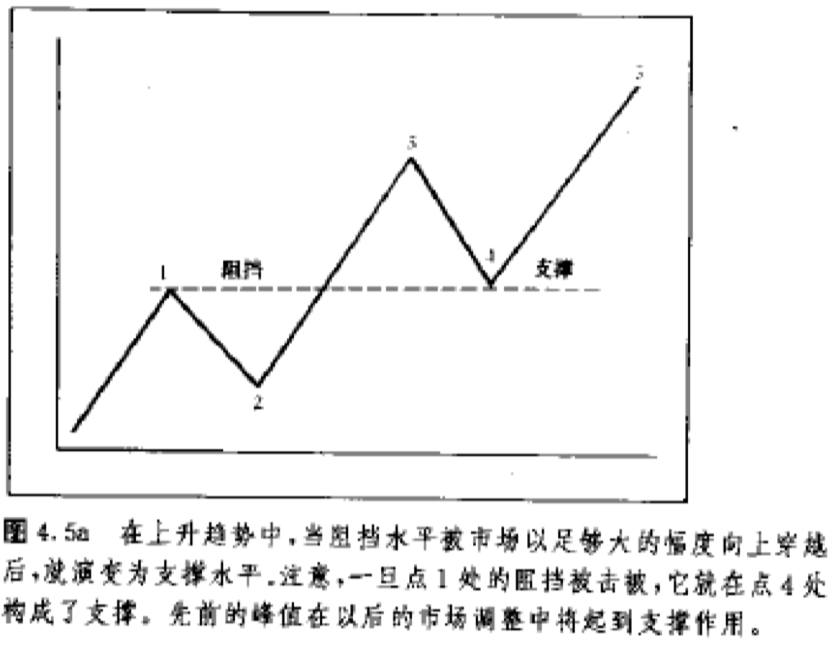 5
3
4
1 阻挡 支撑
2
图4.5a 在上升趋势中,当阻挡水平被市场以足够大的幅度向上穿越
后,就演变为支撑水平.注意,一旦点1处的阻挡被击被,它就在点4处
构成了支撑。先前的峰值在以后的市场调整中将起到支撑作用。